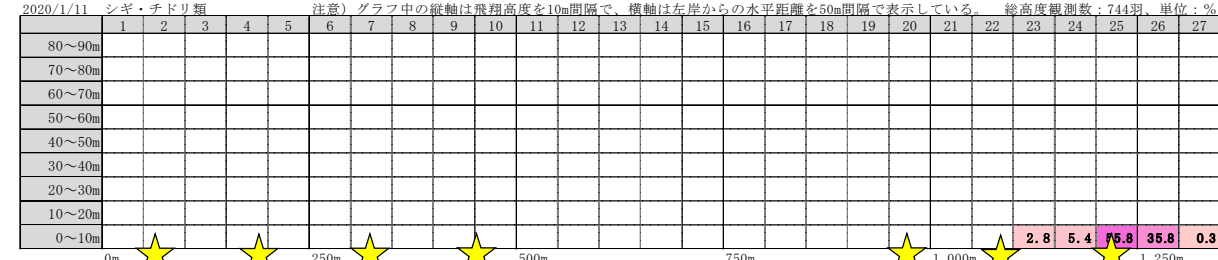 2020/1/11 シギ・チドリ類 注意）グラフ中の縦軸は飛翔高度を10m間隔で、横軸は左岸からの水平距離を50m間隔で表示している。 総高度観測数：744羽、単位：％
1 2 3 4 5 6 7 8 9 10 11 12 13 14 15 16 17 18 19 20 21 22 23 24 25 26 27
80～90m
70～80m
60～70m
50～60m
40～50m
30～40m
20～30m
10～20m
0～10m 2.8 5.4 55.8 35.8 0.3
0m 250m 500m 750m 1,000m 1,250m